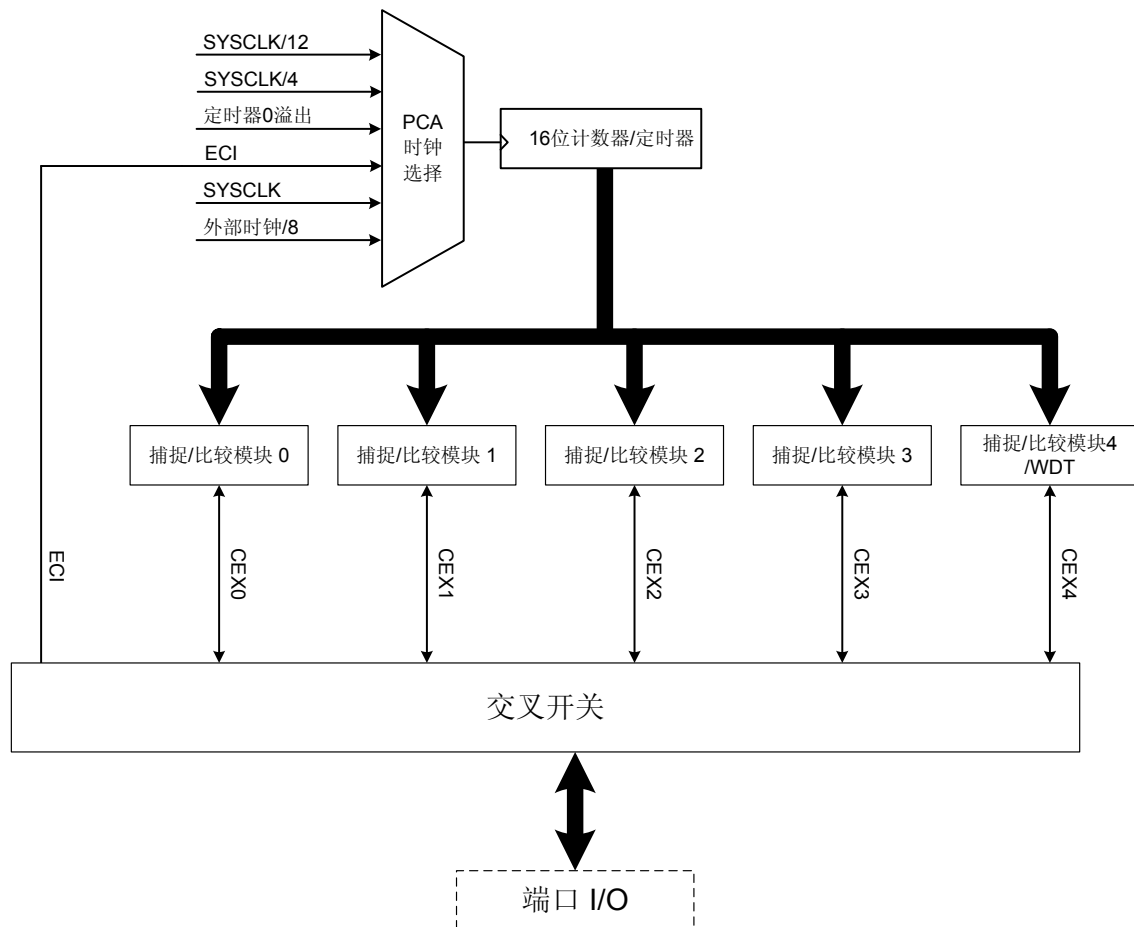 SYSCLK/12
SYSCLK/4
定时器0溢出
ECI
SYSCLK
外部时钟/8
PCA
时钟
选择
16位计数器/定时器
捕捉/比较模块 0
捕捉/比较模块 1
捕捉/比较模块 2
捕捉/比较模块 3
捕捉/比较模块4
/WDT
ECI
CEX0
CEX1
CEX2
CEX3
CEX4
交叉开关
端口 I/O